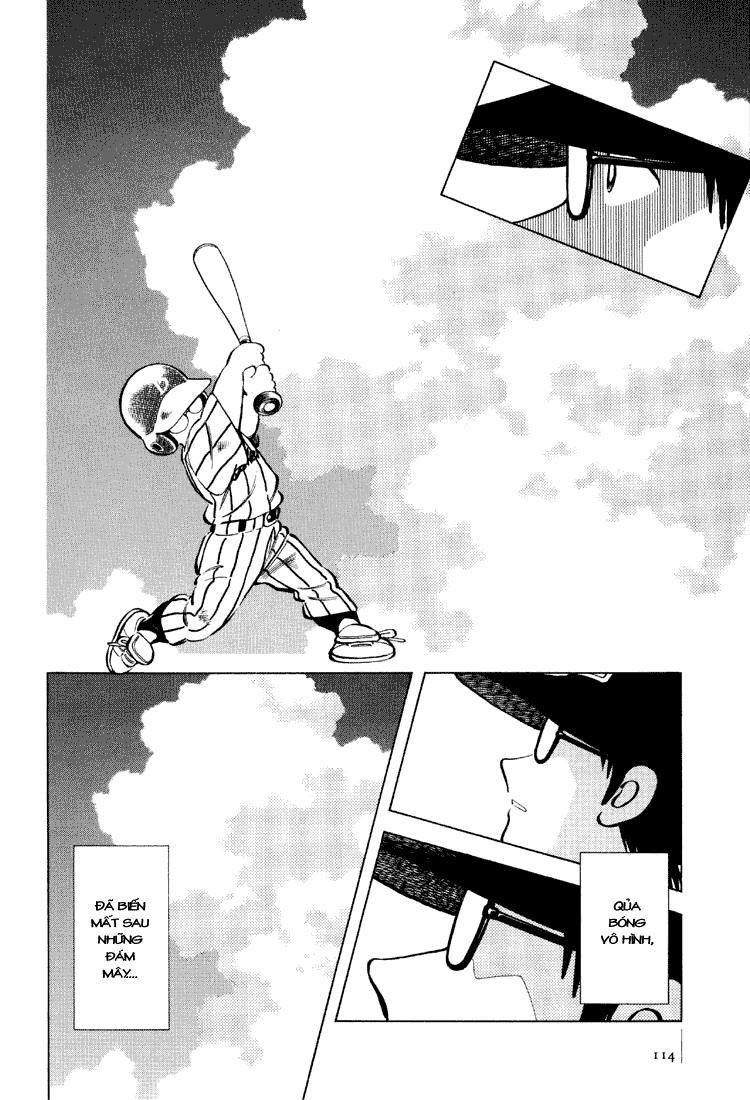 QỦA
BÓNG
VÔ HÌNH,
ĐÃ BIẾN
MẤT SAU
NHỮNG
ĐÁM
MÂY...
114